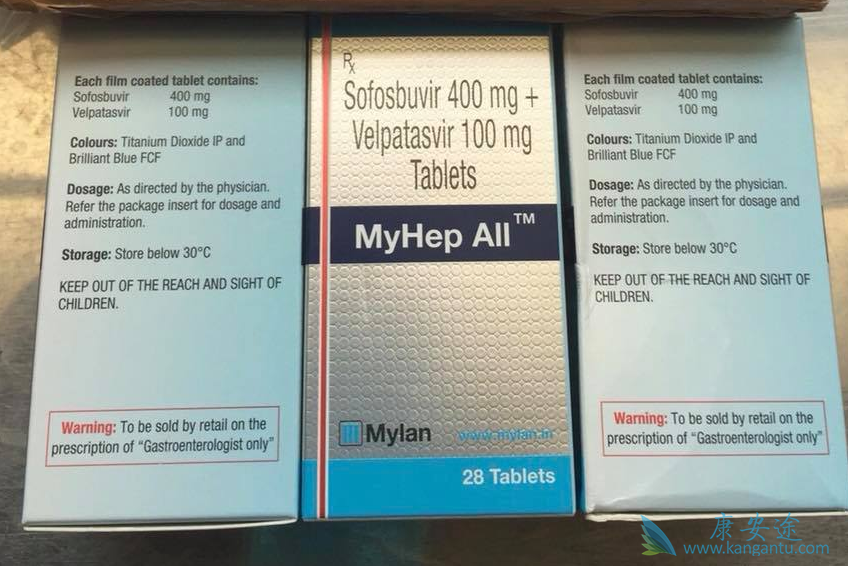 Each film coated tablet contains:
Sofosbuvir 400 mg
Velpatasvir 100 mg
Colours: Titanium Dioxide IP and
Brilliant Blue FCF
Dosage: As directed by the physician.
Refer the package insert for dosage and
administration.
Storage: Store below 30°C
KEEP OUT OF THE REACH AND SIGHT OF
CHILDREN.
Warning: To be sold by retail on the
prescription of “Gastroenterologist only”
Rx
Sofosbuvir 400 mg +
Velpatasvir 100 mg
Tablets
MyHep All™
Mylan www.mylan.in
28 Tablets
Each film coated tablet contains:
Sofosbuvir 400 mg
Velpatasvir 100 mg
Colours: Titanium Dioxide IP and
Brilliant Blue FCF
Dosage: As directed by the physician.
Refer the package insert for dosage and
administration.
Storage: Store below 30°C
KEEP OUT OF THE REACH AND SIGHT OF
CHILDREN.
Warning: To be sold by retail on the
prescription of “Gastroenterologist only”
康安途
www.kangantu.com